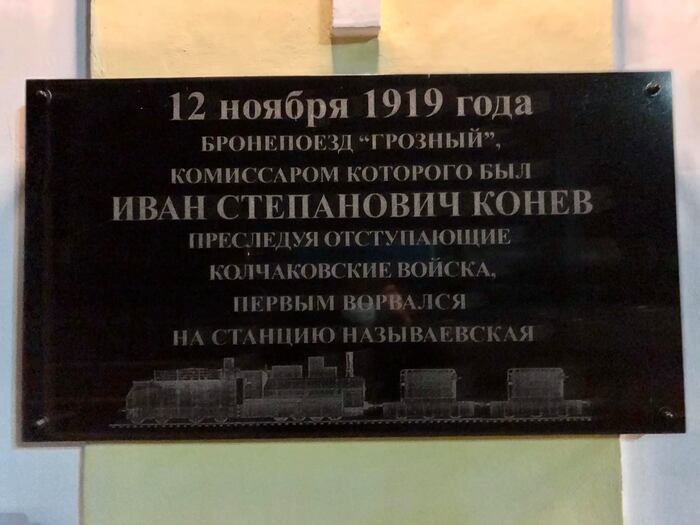 12 ноября 1919 года
БРОНЕПОЕЗД "ГРОЗНЫЙ",
КОМИССАРОМ КОТОРОГО БЫЛ
ИВАН СТЕПАНОВИЧ КОНЕВ
ПРЕСЛЕДУЯ ОТСТУПАЮЩИЕ
КОЛЧАКОВСКИЕ ВОЙСКА,
ПЕРВЫМ ВОРВАЛСЯ
НА СТАНЦИЮ НАЗЫВАЕВСКАЯ